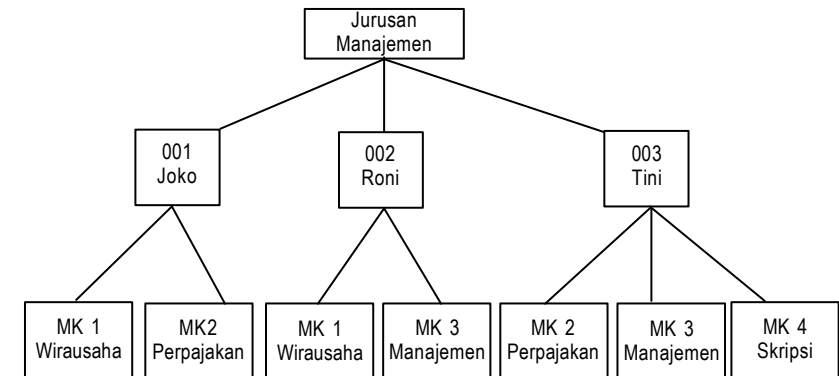 Jurusan
Manajemen
001
Joko
002
Roni
003
Tini
MK 1
Wirausaha
MK2
Perpajakan
MK 1
Wirausaha
MK 3
Manajemen
MK 2
Perpajakan
MK 3
Manajemen
MK 4
Skripsi